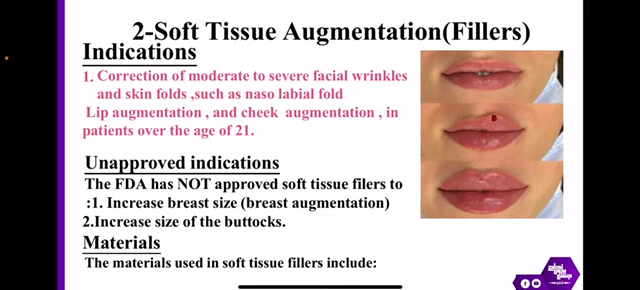 2-Soft Tissue Augmentation(Fillers)
Indications
1. Correction of moderate to severe facial wrinkles
and skin folds ,such as naso labial fold
Lip augmentation , and cheek augmentation , in
patients over the age of 21.
Unapproved indications
The FDA has NOT approved soft tissue filers to
:1. Increase breast size (breast augmentation)
2.Increase size of the buttocks.
Materials
The materials used in soft tissue fillers include: